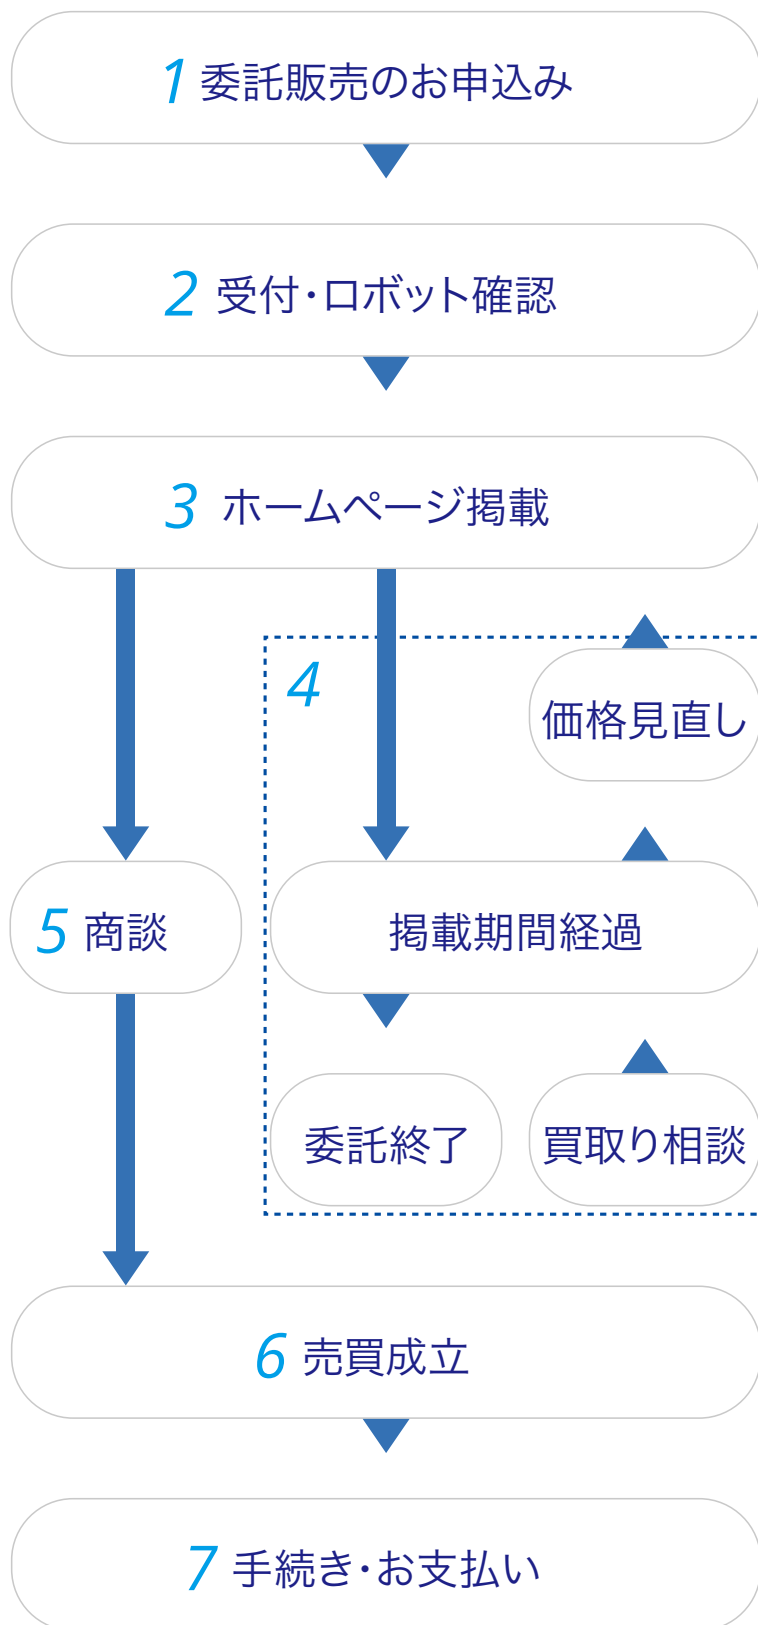 1 委託販売のお申込み
2 受付・ロボット確認
3 ホームページ掲載
4
価格見直し
5 商談
掲載期間経過
委託終了
買取り相談
6 売買成立
7 手続き・お支払い